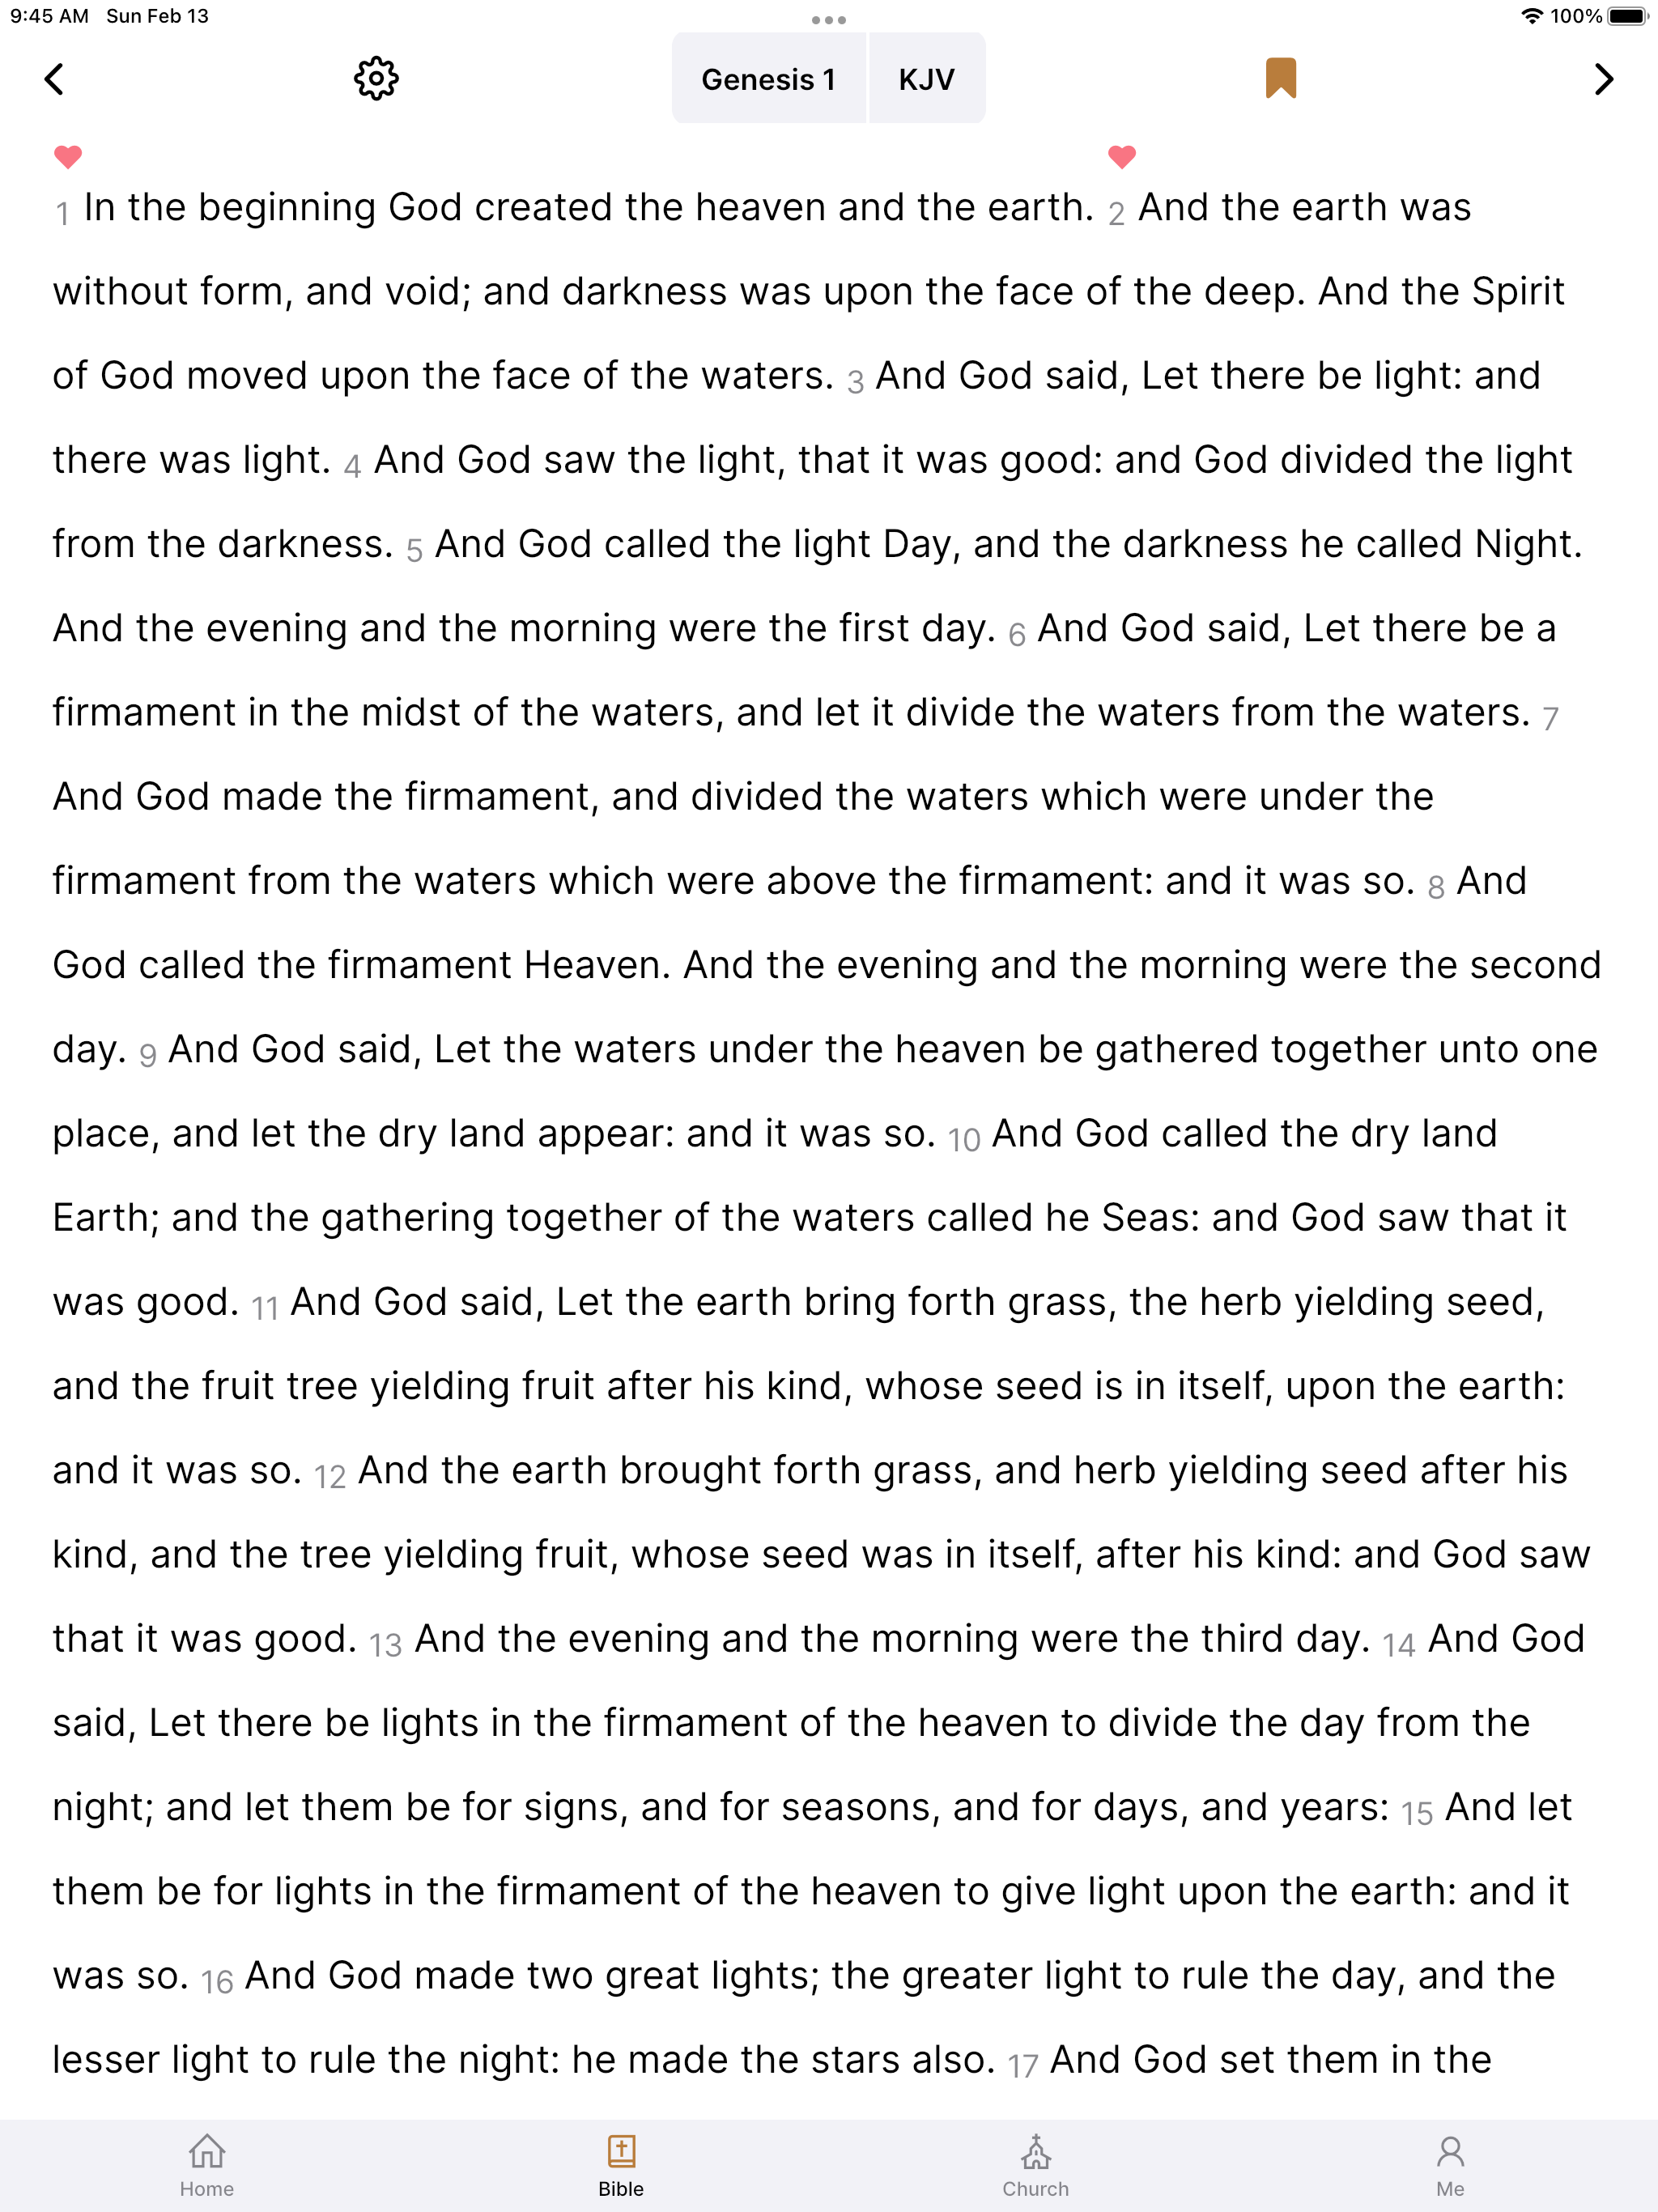 9:45 AM Sun Feb 13 100%
Genesis 1 KJV
1 In the beginning God created the heaven and the earth. 2 And the earth was
without form, and void; and darkness was upon the face of the deep. And the Spirit
of God moved upon the face of the waters. 3 And God said, Let there be light: and
there was light. 4 And God saw the light, that it was good: and God divided the light
from the darkness. 5 And God called the light Day, and the darkness he called Night.
And the evening and the morning were the first day. 6 And God said, Let there be a
firmament in the midst of the waters, and let it divide the waters from the waters. 7
And God made the firmament, and divided the waters which were under the
firmament from the waters which were above the firmament: and it was so. 8 And
God called the firmament Heaven. And the evening and the morning were the second
day. 9 And God said, Let the waters under the heaven be gathered together unto one
place, and let the dry land appear: and it was so. 10 And God called the dry land
Earth; and the gathering together of the waters called he Seas: and God saw that it
was good. 11 And God said, Let the earth bring forth grass, the herb yielding seed,
and the fruit tree yielding fruit after his kind, whose seed is in itself, upon the earth:
and it was so. 12 And the earth brought forth grass, and herb yielding seed after his
kind, and the tree yielding fruit, whose seed was in itself, after his kind: and God saw
that it was good. 13 And the evening and the morning were the third day. 14 And God
said, Let there be lights in the firmament of the heaven to divide the day from the
night; and let them be for signs, and for seasons, and for days, and years: 15 And let
them be for lights in the firmament of the heaven to give light upon the earth: and it
was so. 16 And God made two great lights; the greater light to rule the day, and the
lesser light to rule the night: he made the stars also. 17 And God set them in the
Home Bible Church Me